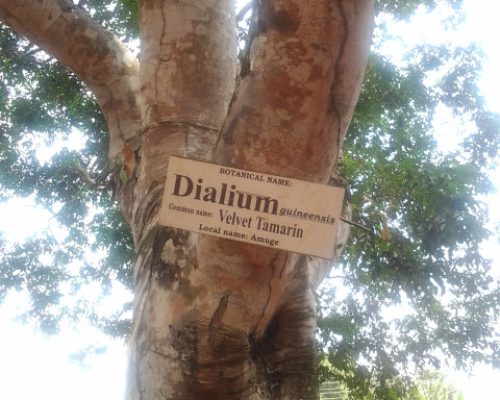 BOTANICAL NAME:
Dialium guineensis
Common name: Velvet Tamarin
Local name: Amuge